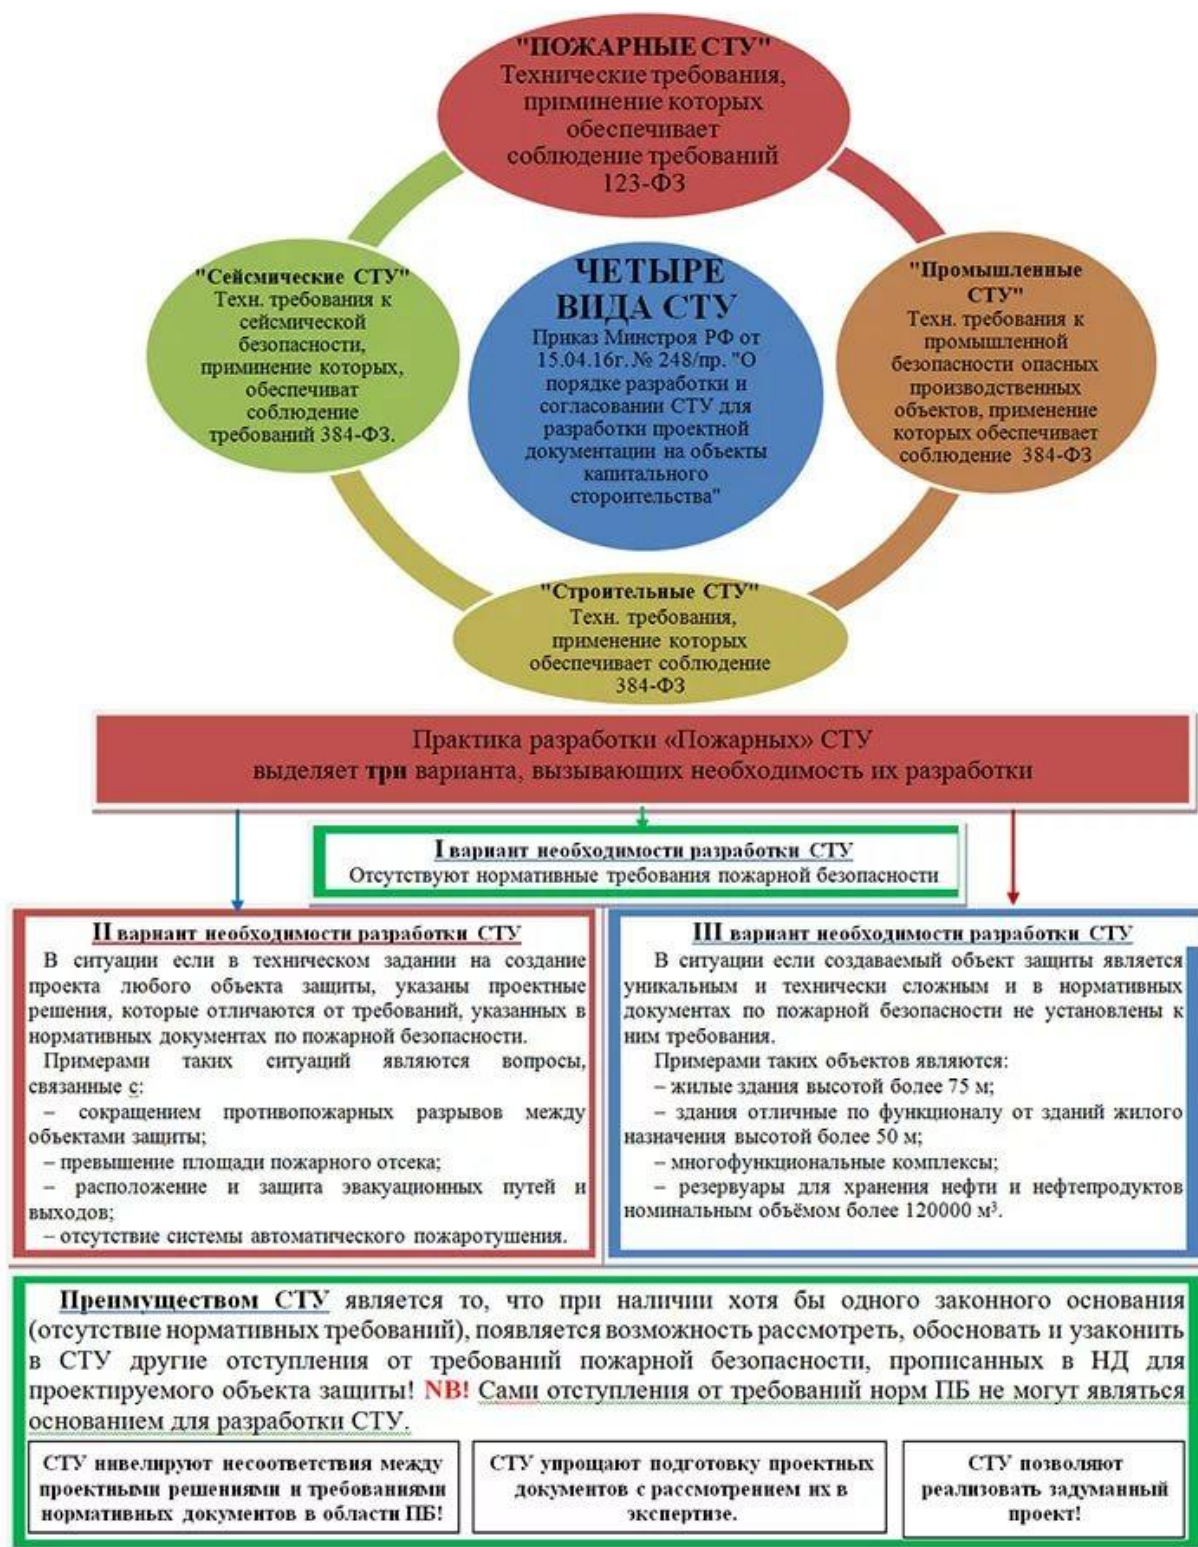 "ПОЖАРНЫЕ СТУ"
Технические требования,
приминение которых
обеспечивает
соблюдение требований
123-ФЗ
"Сейсмические СТУ"
Техн. требования к
сейсмической
безопасности,
приминение которых,
обеспечиват
соблюдение
требований 384-ФЗ.
ЧЕТЫРЕ
ВИДА СТУ
Приказ Минстроя РФ от
15.04.16г. № 248/пр. "О
порядке разработки и
согласовании СТУ для
разработки проектной
документации на объекты
капитального
стороительства"
"Промышленные
СТУ"
Техн. требования к
промышленной
безопасности опасных
производственных
объектов, применение
которых обеспечивает
соблюдение 384-ФЗ
"Строительные СТУ"
Техн. требования,
применение которых
обеспечивает соблюдение
384-ФЗ
Практика разработки «Пожарных» СТУ
выделяет три варианта, вызывающих необходимость их разработки
I вариант необходимости разработки СТУ
Отсутствуют нормативные требования пожарной безопасности
II вариант необходимости разработки СТУ
В ситуации если в техническом задании на создание
проекта любого объекта защиты, указаны проектные
решения, которые отличаются от требований, указанных в
нормативных документах по пожарной безопасности.
Примерами таких ситуаций являются вопросы,
связанные с:
– сокращением противопожарных разрывов между
объектами защиты;
– превышение площади пожарного отсека;
– расположение и защита эвакуационных путей и
выходов;
– отсутствие системы автоматического пожаротушения.
III вариант необходимости разработки СТУ
В ситуации если создаваемый объект защиты является
уникальным и технически сложным и в нормативных
документах по пожарной безопасности не установлены к
ним требования.
Примерами таких объектов являются:
– жилые здания высотой более 75 м;
– здания отличные по функционалу от зданий жилого
назначения высотой более 50 м;
– многофункциональные комплексы;
– резервуары для хранения нефти и нефтепродуктов
номинальным объёмом более 120000 м³.
Преимуществом СТУ является то, что при наличии хотя бы одного законного основания
(отсутствие нормативных требований), появляется возможность рассмотреть, обосновать и узаконить
в СТУ другие отступления от требований пожарной безопасности, прописанных в НД для
проектируемого объекта защиты! NB! Сами отступления от требований норм ПБ не могут являться
основанием для разработки СТУ.
СТУ нивелируют несоответствия между
проектными решениями и требованиями
нормативных документов в области ПБ!
СТУ упрощают подготовку проектных
документов с рассмотрением их в
экспертизе.
СТУ позволяют
реализовать задуманный
проект!